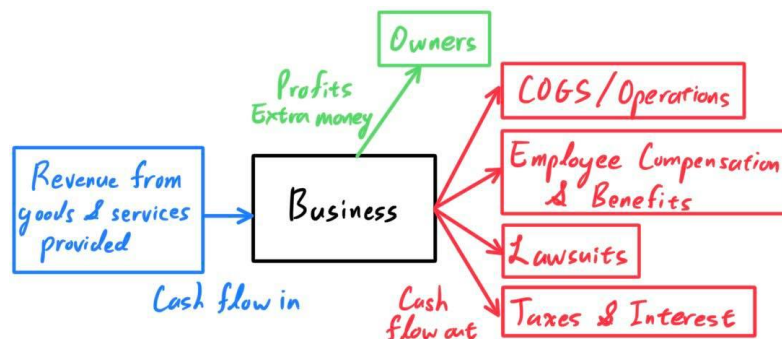 Owners
Profits
Extra money
COGS/Operations
Employee Compensation
& Benefits
Revenue from
goods & services
provided
Business
Lawsuits
Cash flow in
Cash
flow out
Taxes & Interest